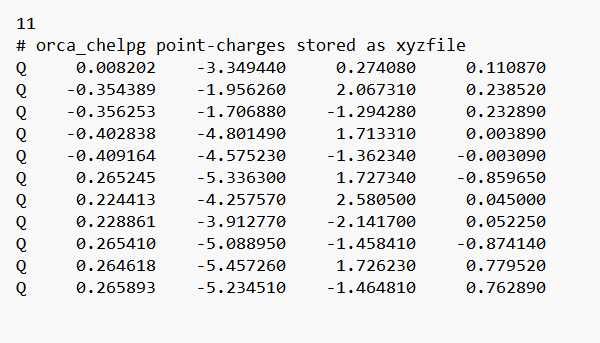 11
# orca_chelpg point-charges stored as xyzfile
Q 0.008202 -3.349440 0.274080 0.110870
Q -0.354389 -1.956260 2.067310 0.238520
Q -0.356253 -1.706880 -1.294280 0.232890
Q -0.402838 -4.801490 1.713310 0.003890
Q -0.409164 -4.575230 -1.362340 -0.003090
Q 0.265245 -5.336300 1.727340 -0.859650
Q 0.224413 -4.257570 2.580500 0.045000
Q 0.228861 -3.912770 -2.141700 0.052250
Q 0.265410 -5.088950 -1.458410 -0.874140
Q 0.264618 -5.457260 1.726230 0.779520
Q 0.265893 -5.234510 -1.464810 0.762890